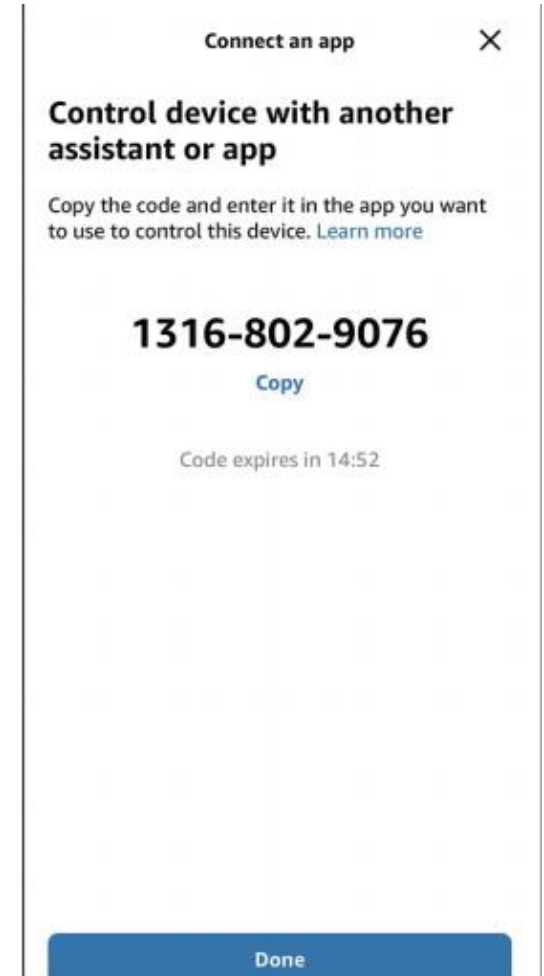 Connect an app
Control device with another
assistant or app
Copy the code and enter it in the app you want
to use to control this device. Learn more
1316-802-9076
Copy
Code expires in 14:52
Done